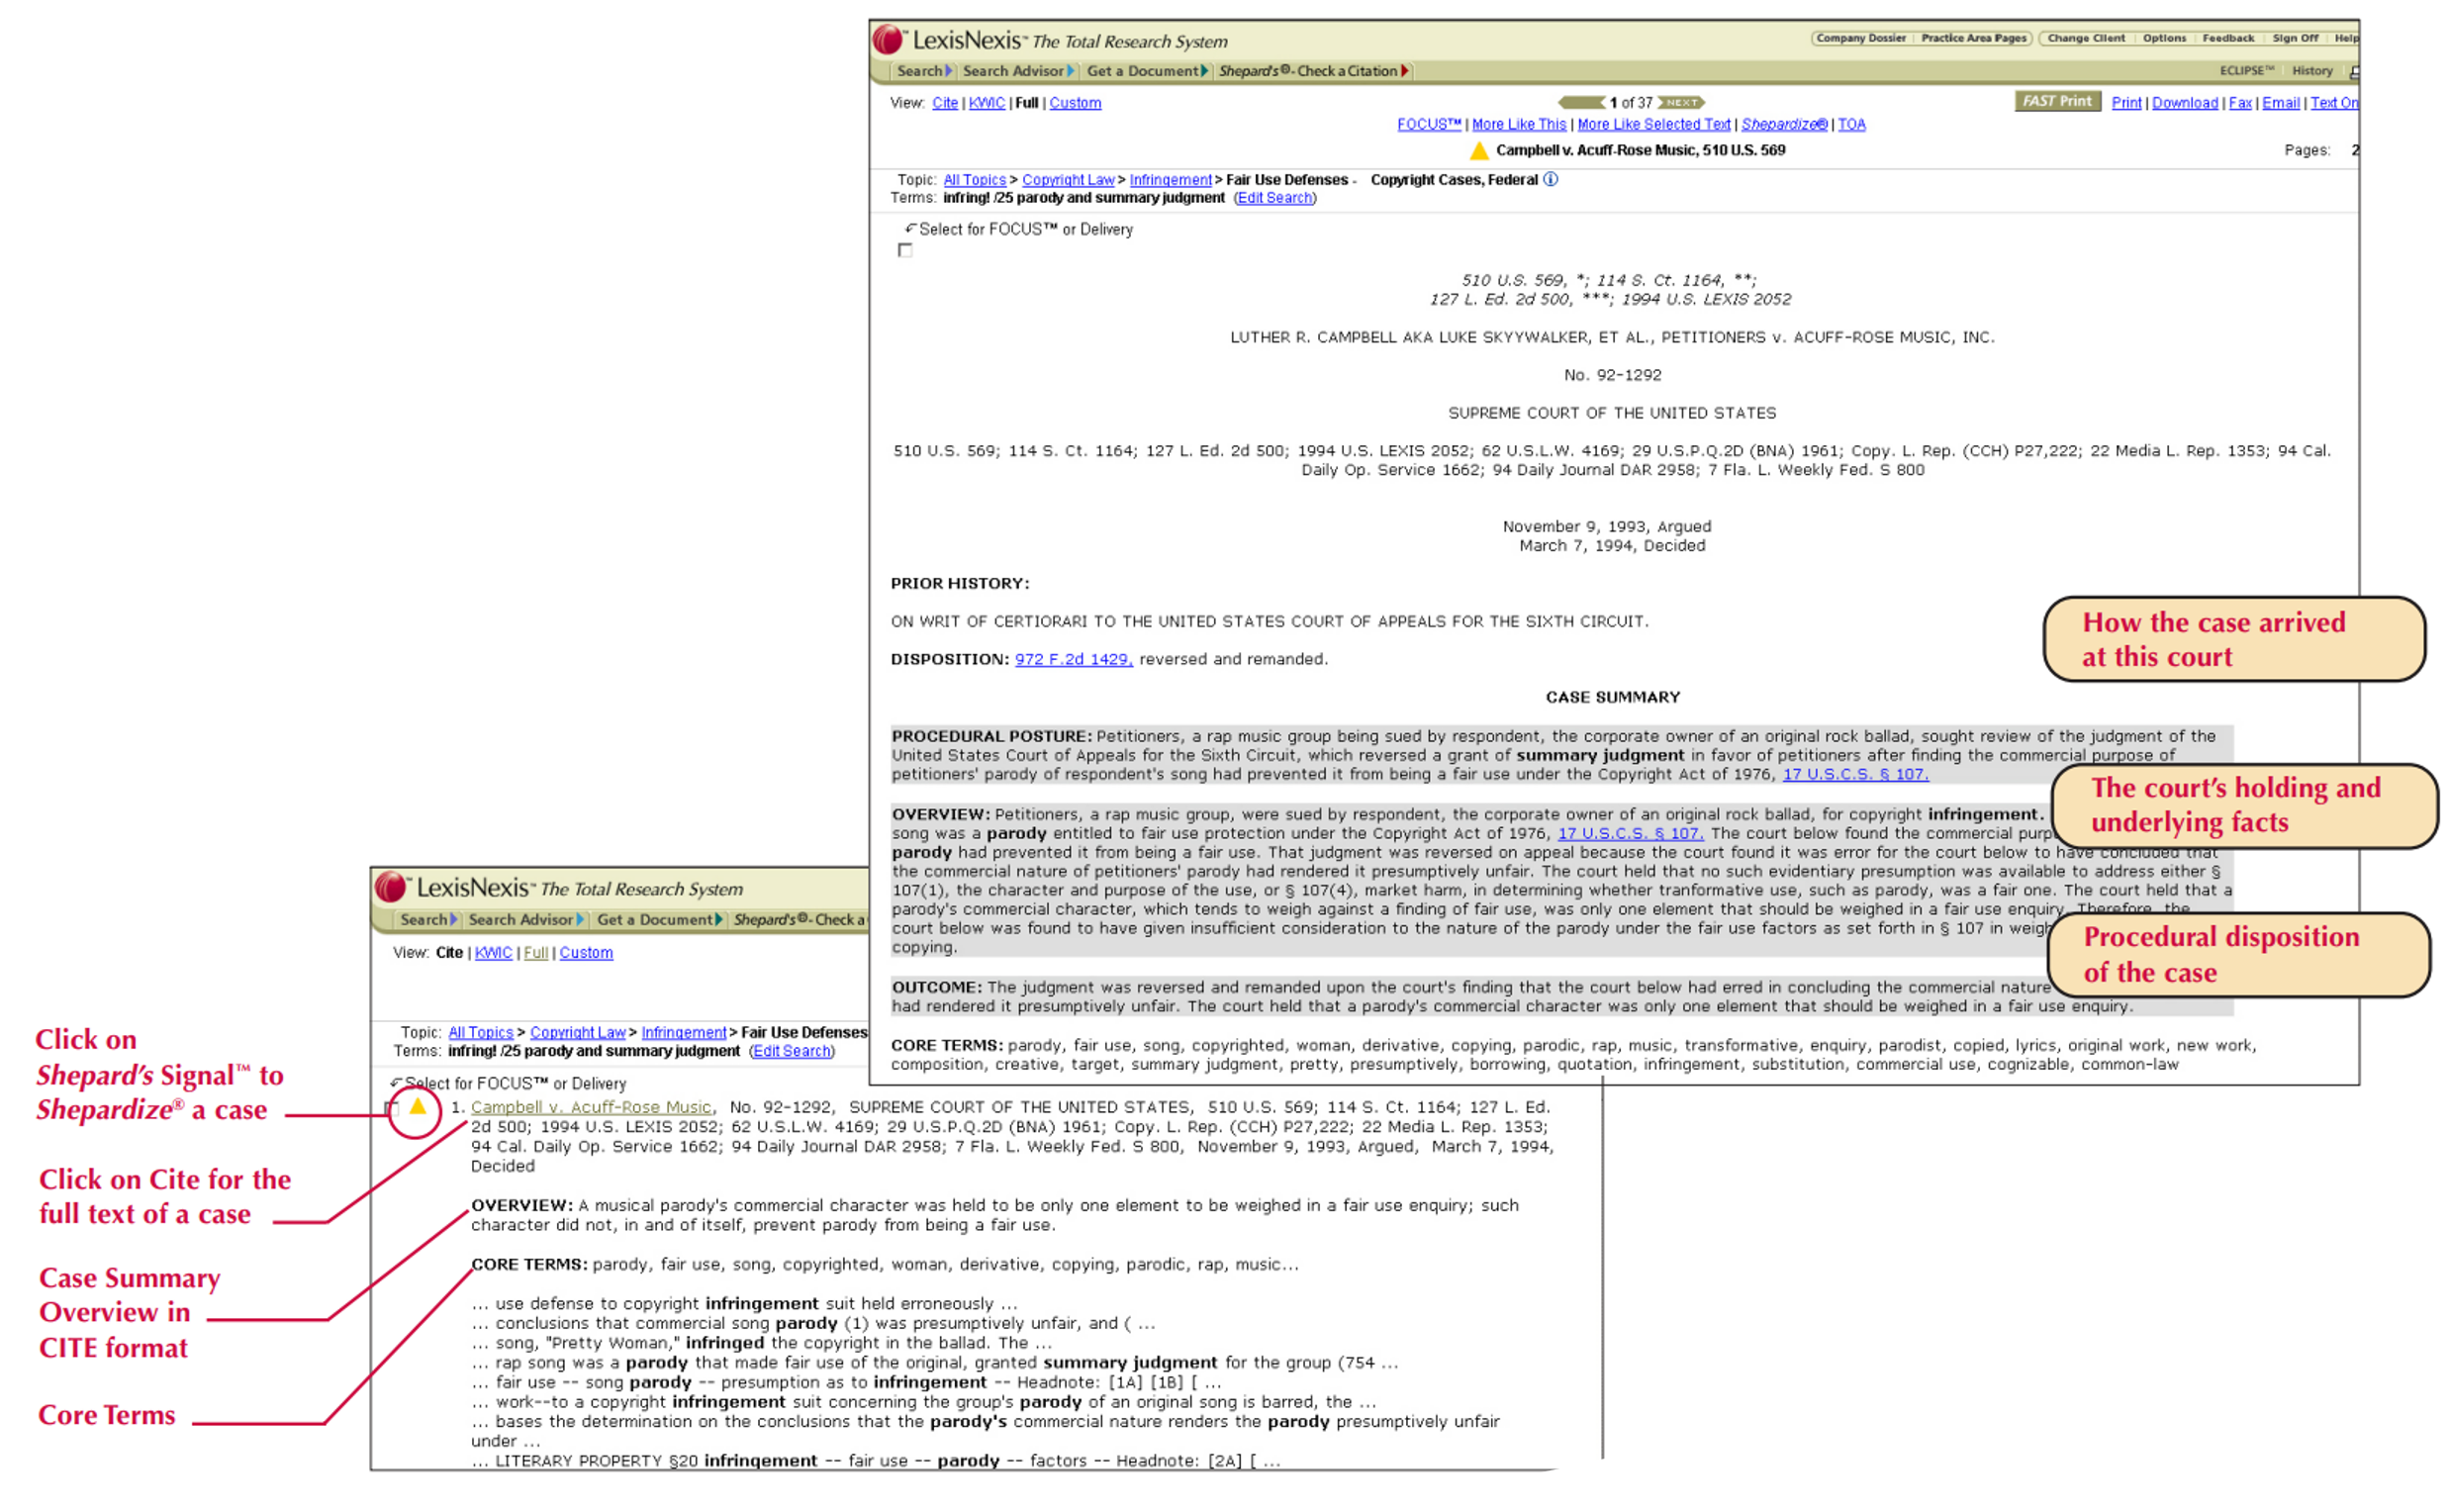 LexisNexis™ The Total Research System
Company Dossier | Practice Area Pages | Change Client | Options | Feedback | Sign Off | Help
Search Search Advisor Get a Document Shepard's®- Check a Citation
ECLIPSE™ History
View: Cite | KWIC | Full | Custom
1 of 37 NEXT
FAST Print Print | Download | Fax | Email | Text On
FOCUS™ | More Like This | More Like Selected Text | Shepardize® | TOA
Campbell v. Acuff-Rose Music, 510 U.S. 569
Pages: 2
Topic: All Topics > Copyright Law > Infringement > Fair Use Defenses - Copyright Cases, Federal
Terms: infring! /25 parody and summary judgment (Edit Search)
Select for FOCUS™ or Delivery
510 U.S. 569, *; 114 S. Ct. 1164, **;
127 L. Ed. 2d 500, ***; 1994 U.S. LEXIS 2052
LUTHER R. CAMPBELL AKA LUKE SKYYWALKER, ET AL., PETITIONERS v. ACUFF-ROSE MUSIC, INC.
No. 92-1292
SUPREME COURT OF THE UNITED STATES
510 U.S. 569; 114 S. Ct. 1164; 127 L. Ed. 2d 500; 1994 U.S. LEXIS 2052; 62 U.S.L.W. 4169; 29 U.S.P.Q.2D (BNA) 1961; Copy. L. Rep. (CCH) P27,222; 22 Media L. Rep. 1353; 94 Cal.
Daily Op. Service 1662; 94 Daily Journal DAR 2958; 7 Fla. L. Weekly Fed. S 800
November 9, 1993, Argued
March 7, 1994, Decided
PRIOR HISTORY:
ON WRIT OF CERTIORARI TO THE UNITED STATES COURT OF APPEALS FOR THE SIXTH CIRCUIT.
DISPOSITION: 972 F.2d 1429, reversed and remanded.
CASE SUMMARY
PROCEDURAL POSTURE: Petitioners, a rap music group being sued by respondent, the corporate owner of an original rock ballad, sought review of the judgment of the
United States Court of Appeals for the Sixth Circuit, which reversed a grant of summary judgment in favor of petitioners after finding the commercial purpose of
petitioners' parody of respondent's song had prevented it from being a fair use under the Copyright Act of 1976, 17 U.S.C.S. § 107.
OVERVIEW: Petitioners, a rap music group, were sued by respondent, the corporate owner of an original rock ballad, for copyright infringement.
song was a parody entitled to fair use protection under the Copyright Act of 1976, 17 U.S.C.S. § 107. The court below found the commercial purp
parody had prevented it from being a fair use. That judgment was reversed on appeal because the court found it was error for the court below to have concluded that
the commercial nature of petitioners' parody had rendered it presumptively unfair. The court held that no such evidentiary presumption was available to address either §
107(1), the character and purpose of the use, or § 107(4), market harm, in determining whether tranformative use, such as parody, was a fair one. The court held that a
parody's commercial character, which tends to weigh against a finding of fair use, was only one element that should be weighed in a fair use enquiry. Therefore, the
court below was found to have given insufficient consideration to the nature of the parody under the fair use factors as set forth in § 107 in weigh
copying.
OUTCOME: The judgment was reversed and remanded upon the court's finding that the court below had erred in concluding the commercial nature
had rendered it presumptively unfair. The court held that a parody's commercial character was only one element that should be weighed in a fair use enquiry.
CORE TERMS: parody, fair use, song, copyrighted, woman, derivative, copying, parodic, rap, music, transformative, enquiry, parodist, copied, lyrics, original work, new work,
composition, creative, target, summary judgment, pretty, presumptively, borrowing, quotation, infringement, substitution, commercial use, cognizable, common-law
How the case arrived
at this court
The court's holding and
underlying facts
Procedural disposition
of the case
LexisNexis™ The Total Research System
Search Search Advisor Get a Document Shepard's®- Check a
View: Cite | KWIC | Full | Custom
Topic: All Topics > Copyright Law > Infringement > Fair Use Defenses
Terms: infring! /25 parody and summary judgment (Edit Search)
Select for FOCUS™ or Delivery
1. Campbell v. Acuff-Rose Music, No. 92-1292, SUPREME COURT OF THE UNITED STATES, 510 U.S. 569; 114 S. Ct. 1164; 127 L. Ed.
2d 500; 1994 U.S. LEXIS 2052; 62 U.S.L.W. 4169; 29 U.S.P.Q.2D (BNA) 1961; Copy. L. Rep. (CCH) P27,222; 22 Media L. Rep. 1353;
94 Cal. Daily Op. Service 1662; 94 Daily Journal DAR 2958; 7 Fla. L. Weekly Fed. S 800, November 9, 1993, Argued, March 7, 1994,
Decided
OVERVIEW: A musical parody's commercial character was held to be only one element to be weighed in a fair use enquiry; such
character did not, in and of itself, prevent parody from being a fair use.
CORE TERMS: parody, fair use, song, copyrighted, woman, derivative, copying, parodic, rap, music...
... use defense to copyright infringement suit held erroneously ...
... conclusions that commercial song parody (1) was presumptively unfair, and ( ...
... song, "Pretty Woman," infringed the copyright in the ballad. The ...
... rap song was a parody that made fair use of the original, granted summary judgment for the group (754 ...
... fair use -- song parody -- presumption as to infringement -- Headnote: [1A] [1B] [ ...
... work--to a copyright infringement suit concerning the group's parody of an original song is barred, the ...
... bases the determination on the conclusions that the parody's commercial nature renders the parody presumptively unfair
under ...
... LITERARY PROPERTY §20 infringement -- fair use -- parody -- factors -- Headnote: [2A] [ ...
Click on
Shepard's Signal™ to
Shepardize® a case
Click on Cite for the
full text of a case
Case Summary
Overview in
CITE format
Core Terms